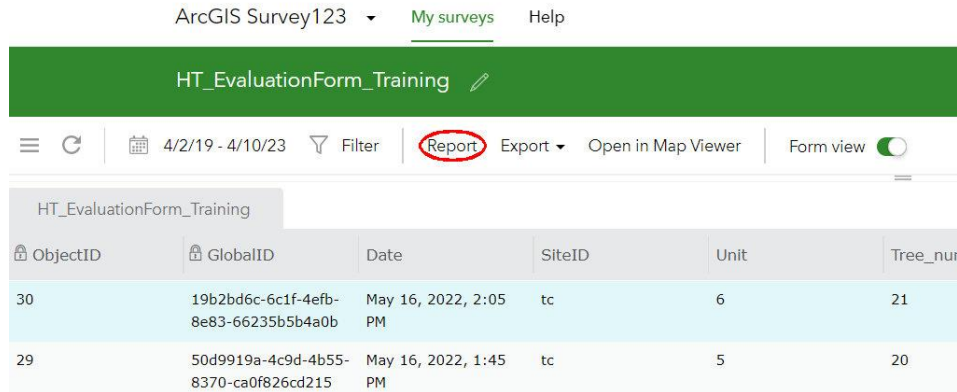 ArcGIS Survey123 My surveys Help
HT_EvaluationForm_Training
4/2/19 - 4/10/23 Filter Report Export Open in Map Viewer Form view
HT_EvaluationForm_Training
ObjectID GlobalID Date SiteID Unit Tree_nu
30 19b2bd6c-6c1f-4efb- May 16, 2022, 2:05 tc 6 21
8e83-66235b5b4a0b PM
29 50d9919a-4c9d-4b55- May 16, 2022, 1:45 tc 5 20
8370-ca0f826cd215 PM